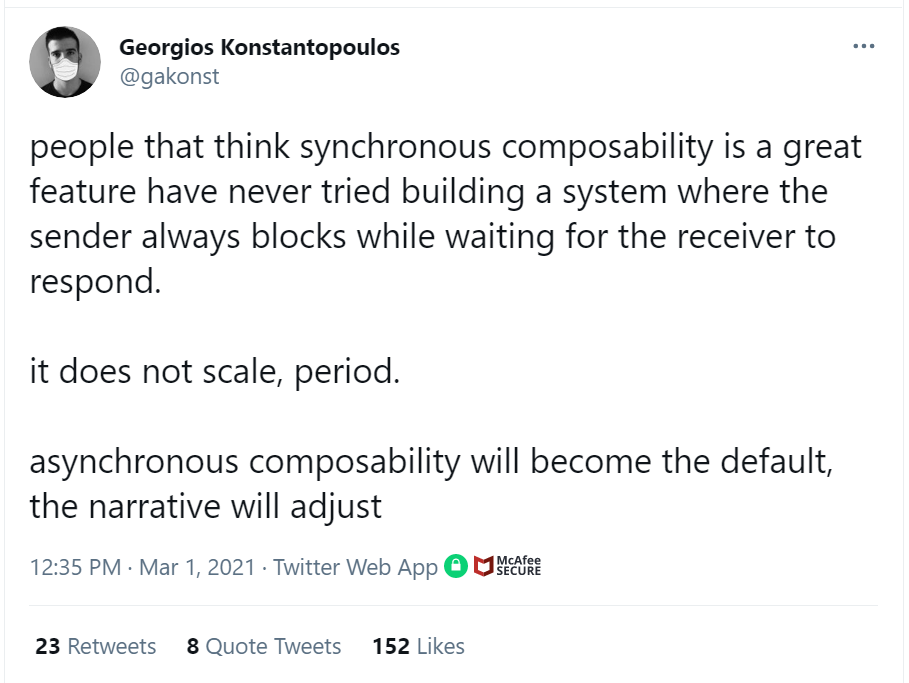 Georgios Konstantopoulos
@gakonst
people that think synchronous composability is a great
feature have never tried building a system where the
sender always blocks while waiting for the receiver to
respond.
it does not scale, period.
asynchronous composability will become the default,
the narrative will adjust
12:35 PM · Mar 1, 2021 · Twitter Web App McAfee SECURE
23 Retweets 8 Quote Tweets 152 Likes